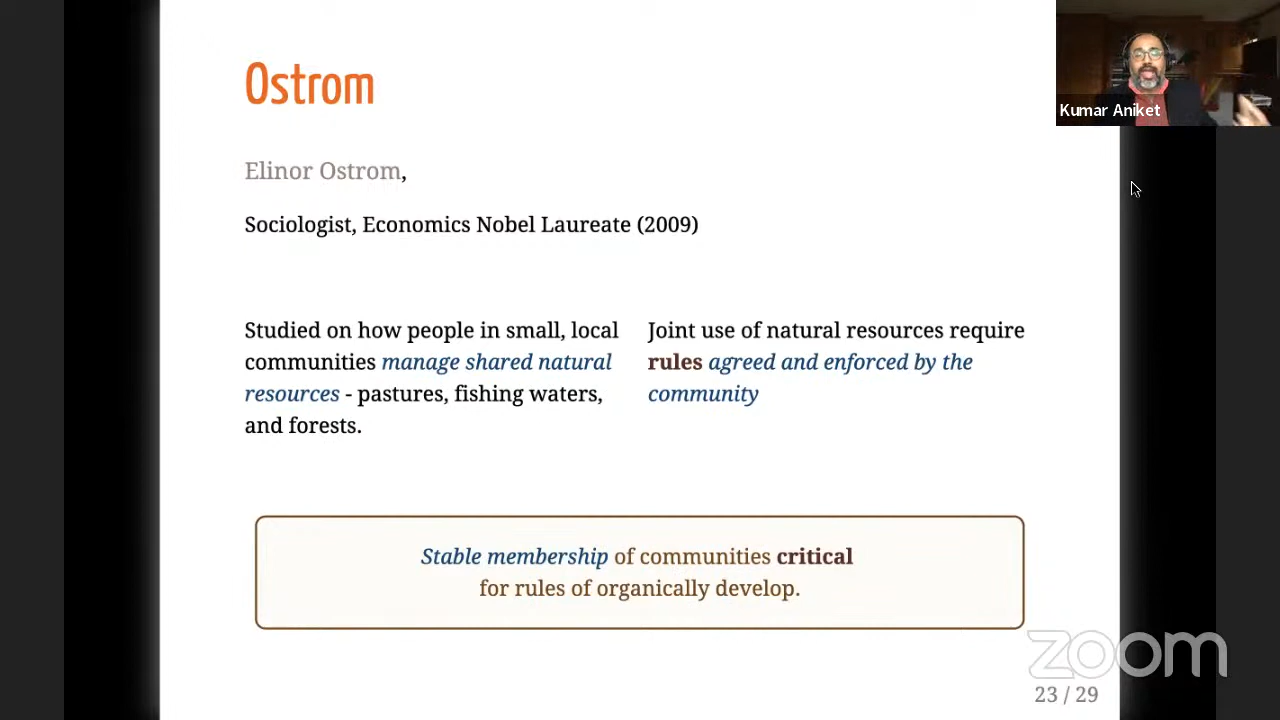 Ostrom
Kumar Aniket
Elinor Ostrom,
Sociologist, Economics Nobel Laureate (2009)
Studied on how people in small, local
communities manage shared natural
resources - pastures, fishing waters,
and forests.
Joint use of natural resources require
rules agreed and enforced by the
community
Stable membership of communities critical
for rules of organically develop.
zoom
23 / 29